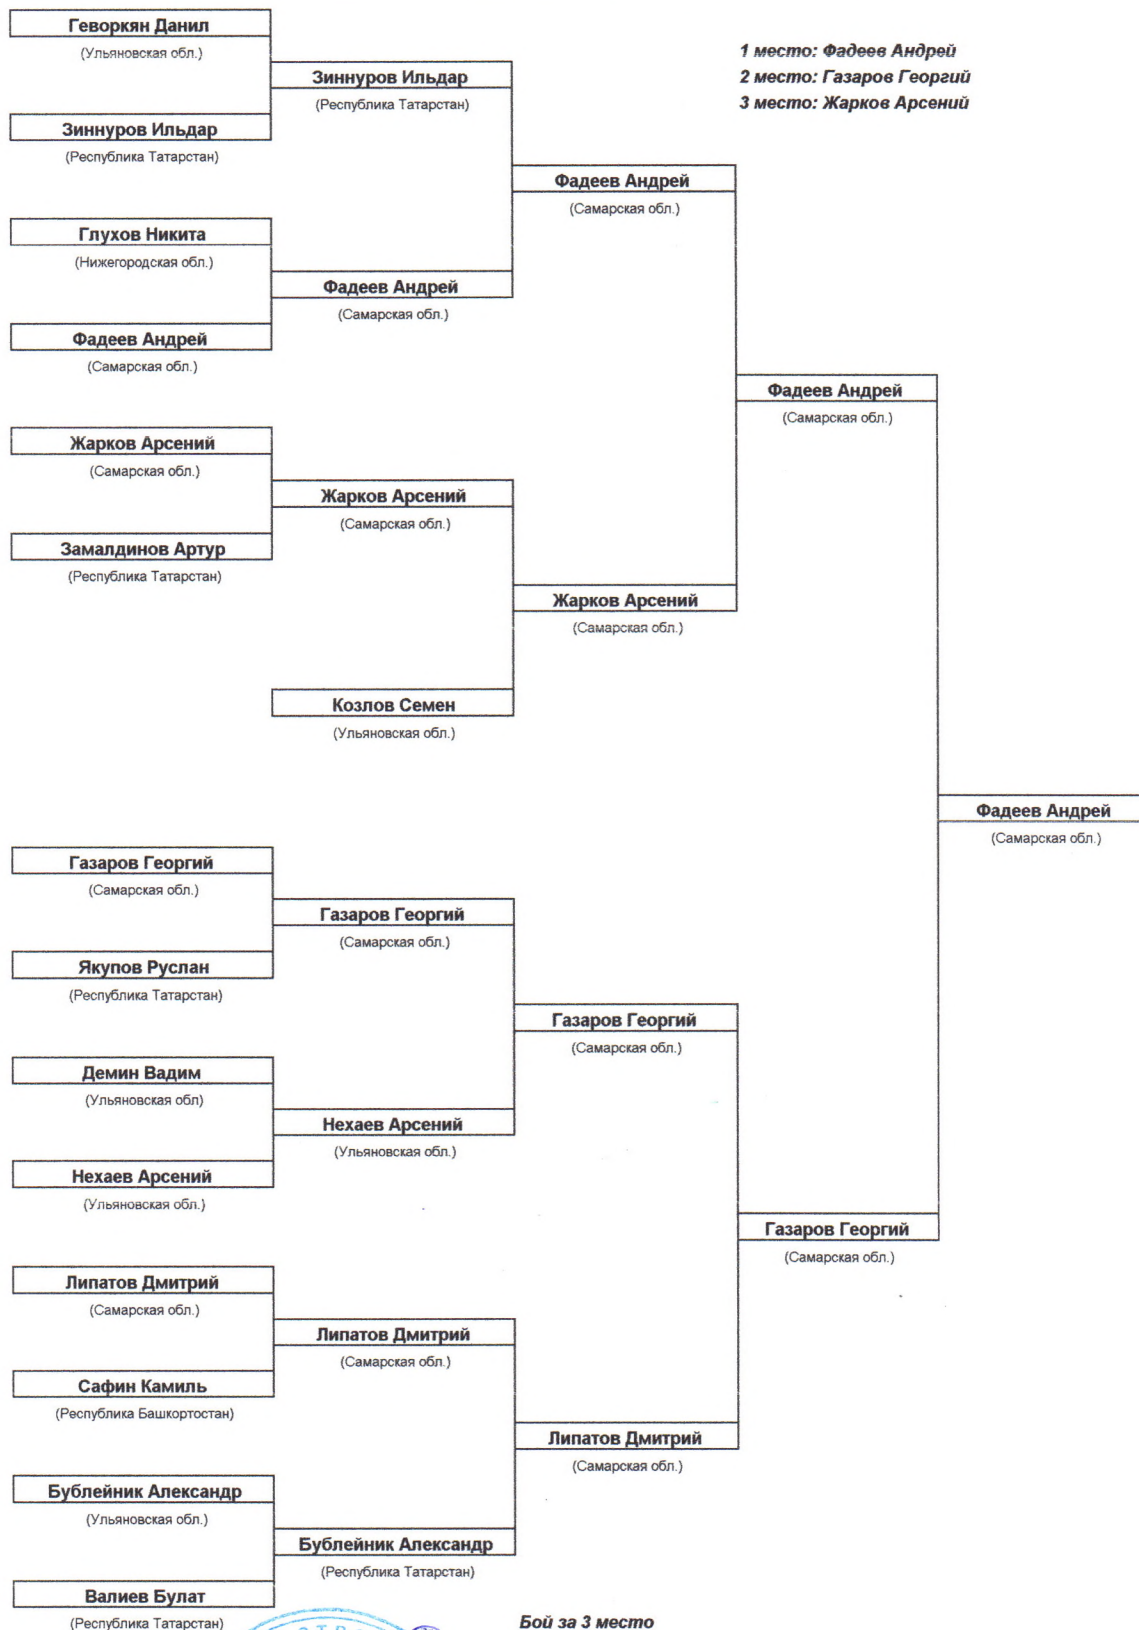 Геворкян Данил
(Ульяновская обл.)
1 место: Фадеев Андрей
2 место: Газаров Георгий
3 место: Жарков Арсений
Зиннуров Ильдар
(Республика Татарстан)
Зиннуров Ильдар
(Республика Татарстан)
Фадеев Андрей
(Самарская обл.)
Глухов Никита
(Нижегородская обл.)
Фадеев Андрей
(Самарская обл.)
Фадеев Андрей
(Самарская обл.)
Фадеев Андрей
(Самарская обл.)
Жарков Арсений
(Самарская обл.)
Жарков Арсений
(Самарская обл.)
Замалдинов Артур
(Республика Татарстан)
Жарков Арсений
(Самарская обл.)
Козлов Семен
(Ульяновская обл.)
Фадеев Андрей
(Самарская обл.)
Газаров Георгий
(Самарская обл.)
Газаров Георгий
(Самарская обл.)
Якупов Руслан
(Республика Татарстан)
Газаров Георгий
(Самарская обл.)
Демин Вадим
(Ульяновская обл)
Нехаев Арсений
(Ульяновская обл.)
Нехаев Арсений
(Ульяновская обл.)
Газаров Георгий
(Самарская обл.)
Липатов Дмитрий
(Самарская обл.)
Липатов Дмитрий
(Самарская обл.)
Сафин Камиль
(Республика Башкортостан)
Липатов Дмитрий
(Самарская обл.)
Бублейник Александр
(Ульяновская обл.)
Бублейник Александр
(Республика Татарстан)
Валиев Булат
(Республика Татарстан)
Бой за 3 место